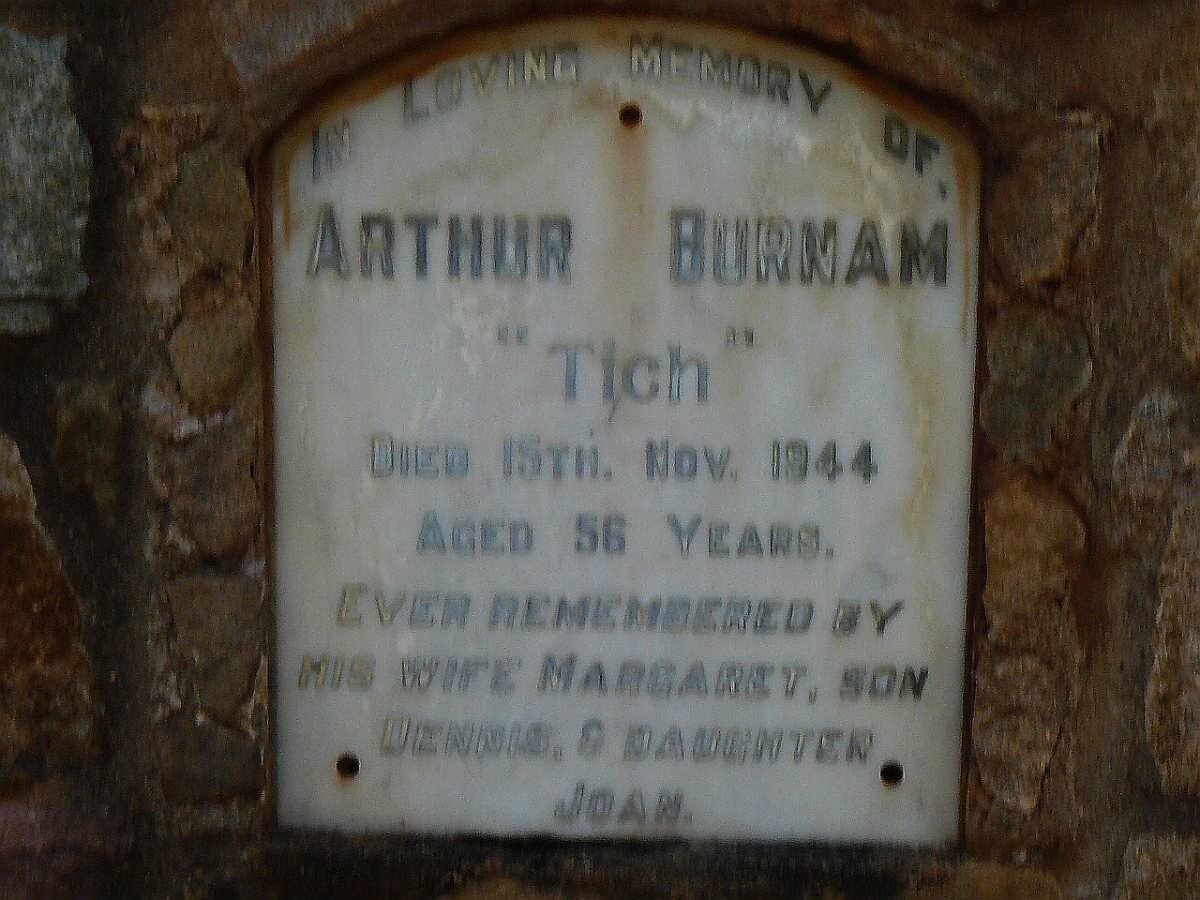 IN LOVING MEMORY OF,
ARTHUR BURNAM
"Tich"
DIED 15TH. NOV. 1944
AGED 56 YEARS.
EVER REMEMBERED BY
HIS WIFE MARGARET, SON
DENNIS, & DAUGHTER
JOAN.